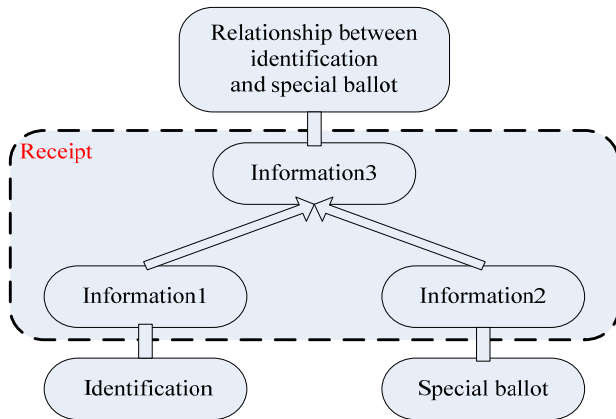 Relationship between
identification
and special ballot
Receipt
Information3
Information1
Information2
Identification
Special ballot